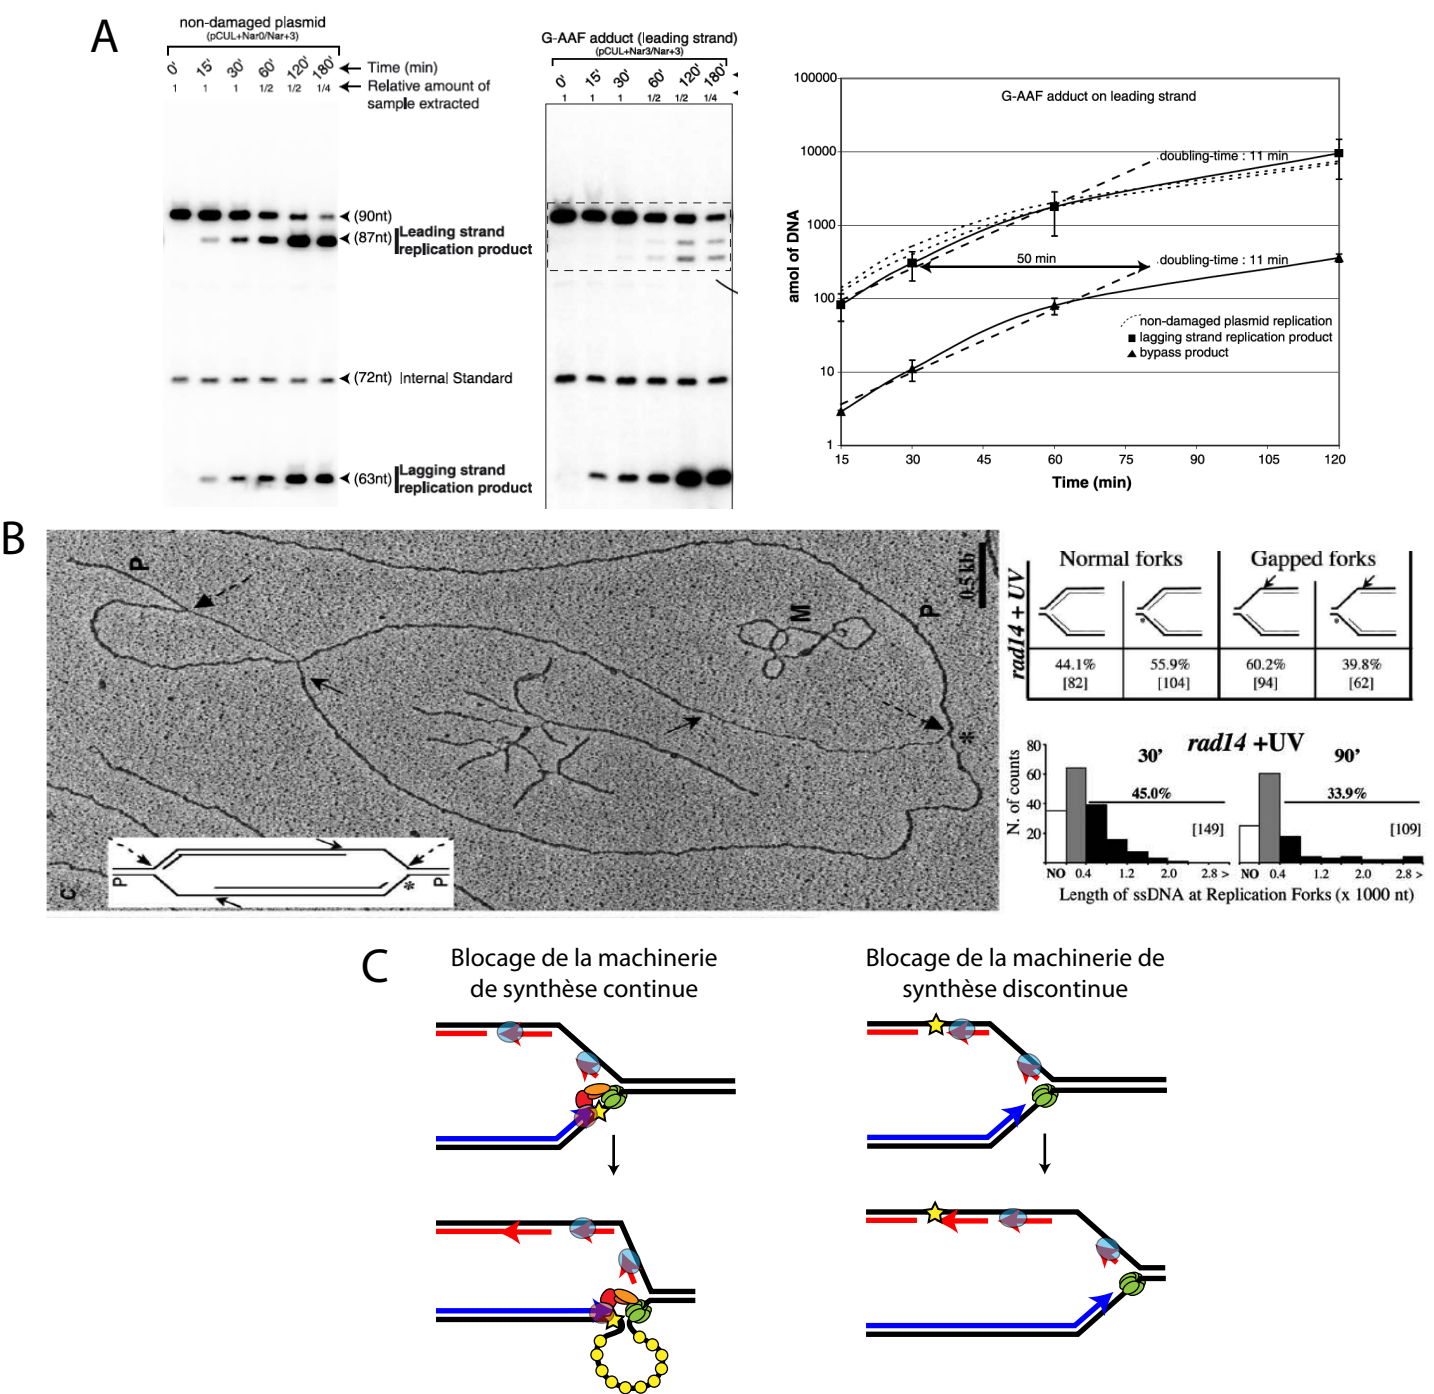 A
non-damaged plasmid
(pCUL+Nar0/Nar+3)
0' 15' 30' 60' 120' 180'
Time (min)
1 1 1 1/2 1/2 1/4
Relative amount of
sample extracted
(90nt)
(87nt)
Leading strand
replication product
(72nt) Internal Standard
(63nt)
Lagging strand
replication product
G-AAF adduct (leading strand)
(pCUL+Nar3/Nar+3)
0' 15' 30' 60' 120' 180'
1 1 1 1/2 1/2 1/4
G-AAF adduct on leading strand
amol of DNA
100000
10000
1000
100
10
1
doubling-time : 11 min
50 min
doubling-time : 11 min
non-damaged plasmid replication
lagging strand replication product
bypass product
15 30 45 60 75 90 105 120
Time (min)
B
P
M
P
0.5 kb
*
c
P
P
*
rad14 + UV
Normal forks
Gapped forks
* *
44.1% 55.9% 60.2% 39.8%
[82] [104] [94] [62]
rad14 +UV
30'
90'
N. of counts
80
60
40
20
45.0%
[149]
33.9%
[109]
NO 0.4 1.2 2.0 2.8 >
NO 0.4 1.2 2.0 2.8 >
Length of ssDNA at Replication Forks (x 1000 nt)
C
Blocage de la machinerie
de synthèse continue
Blocage de la machinerie de
synthèse discontinue